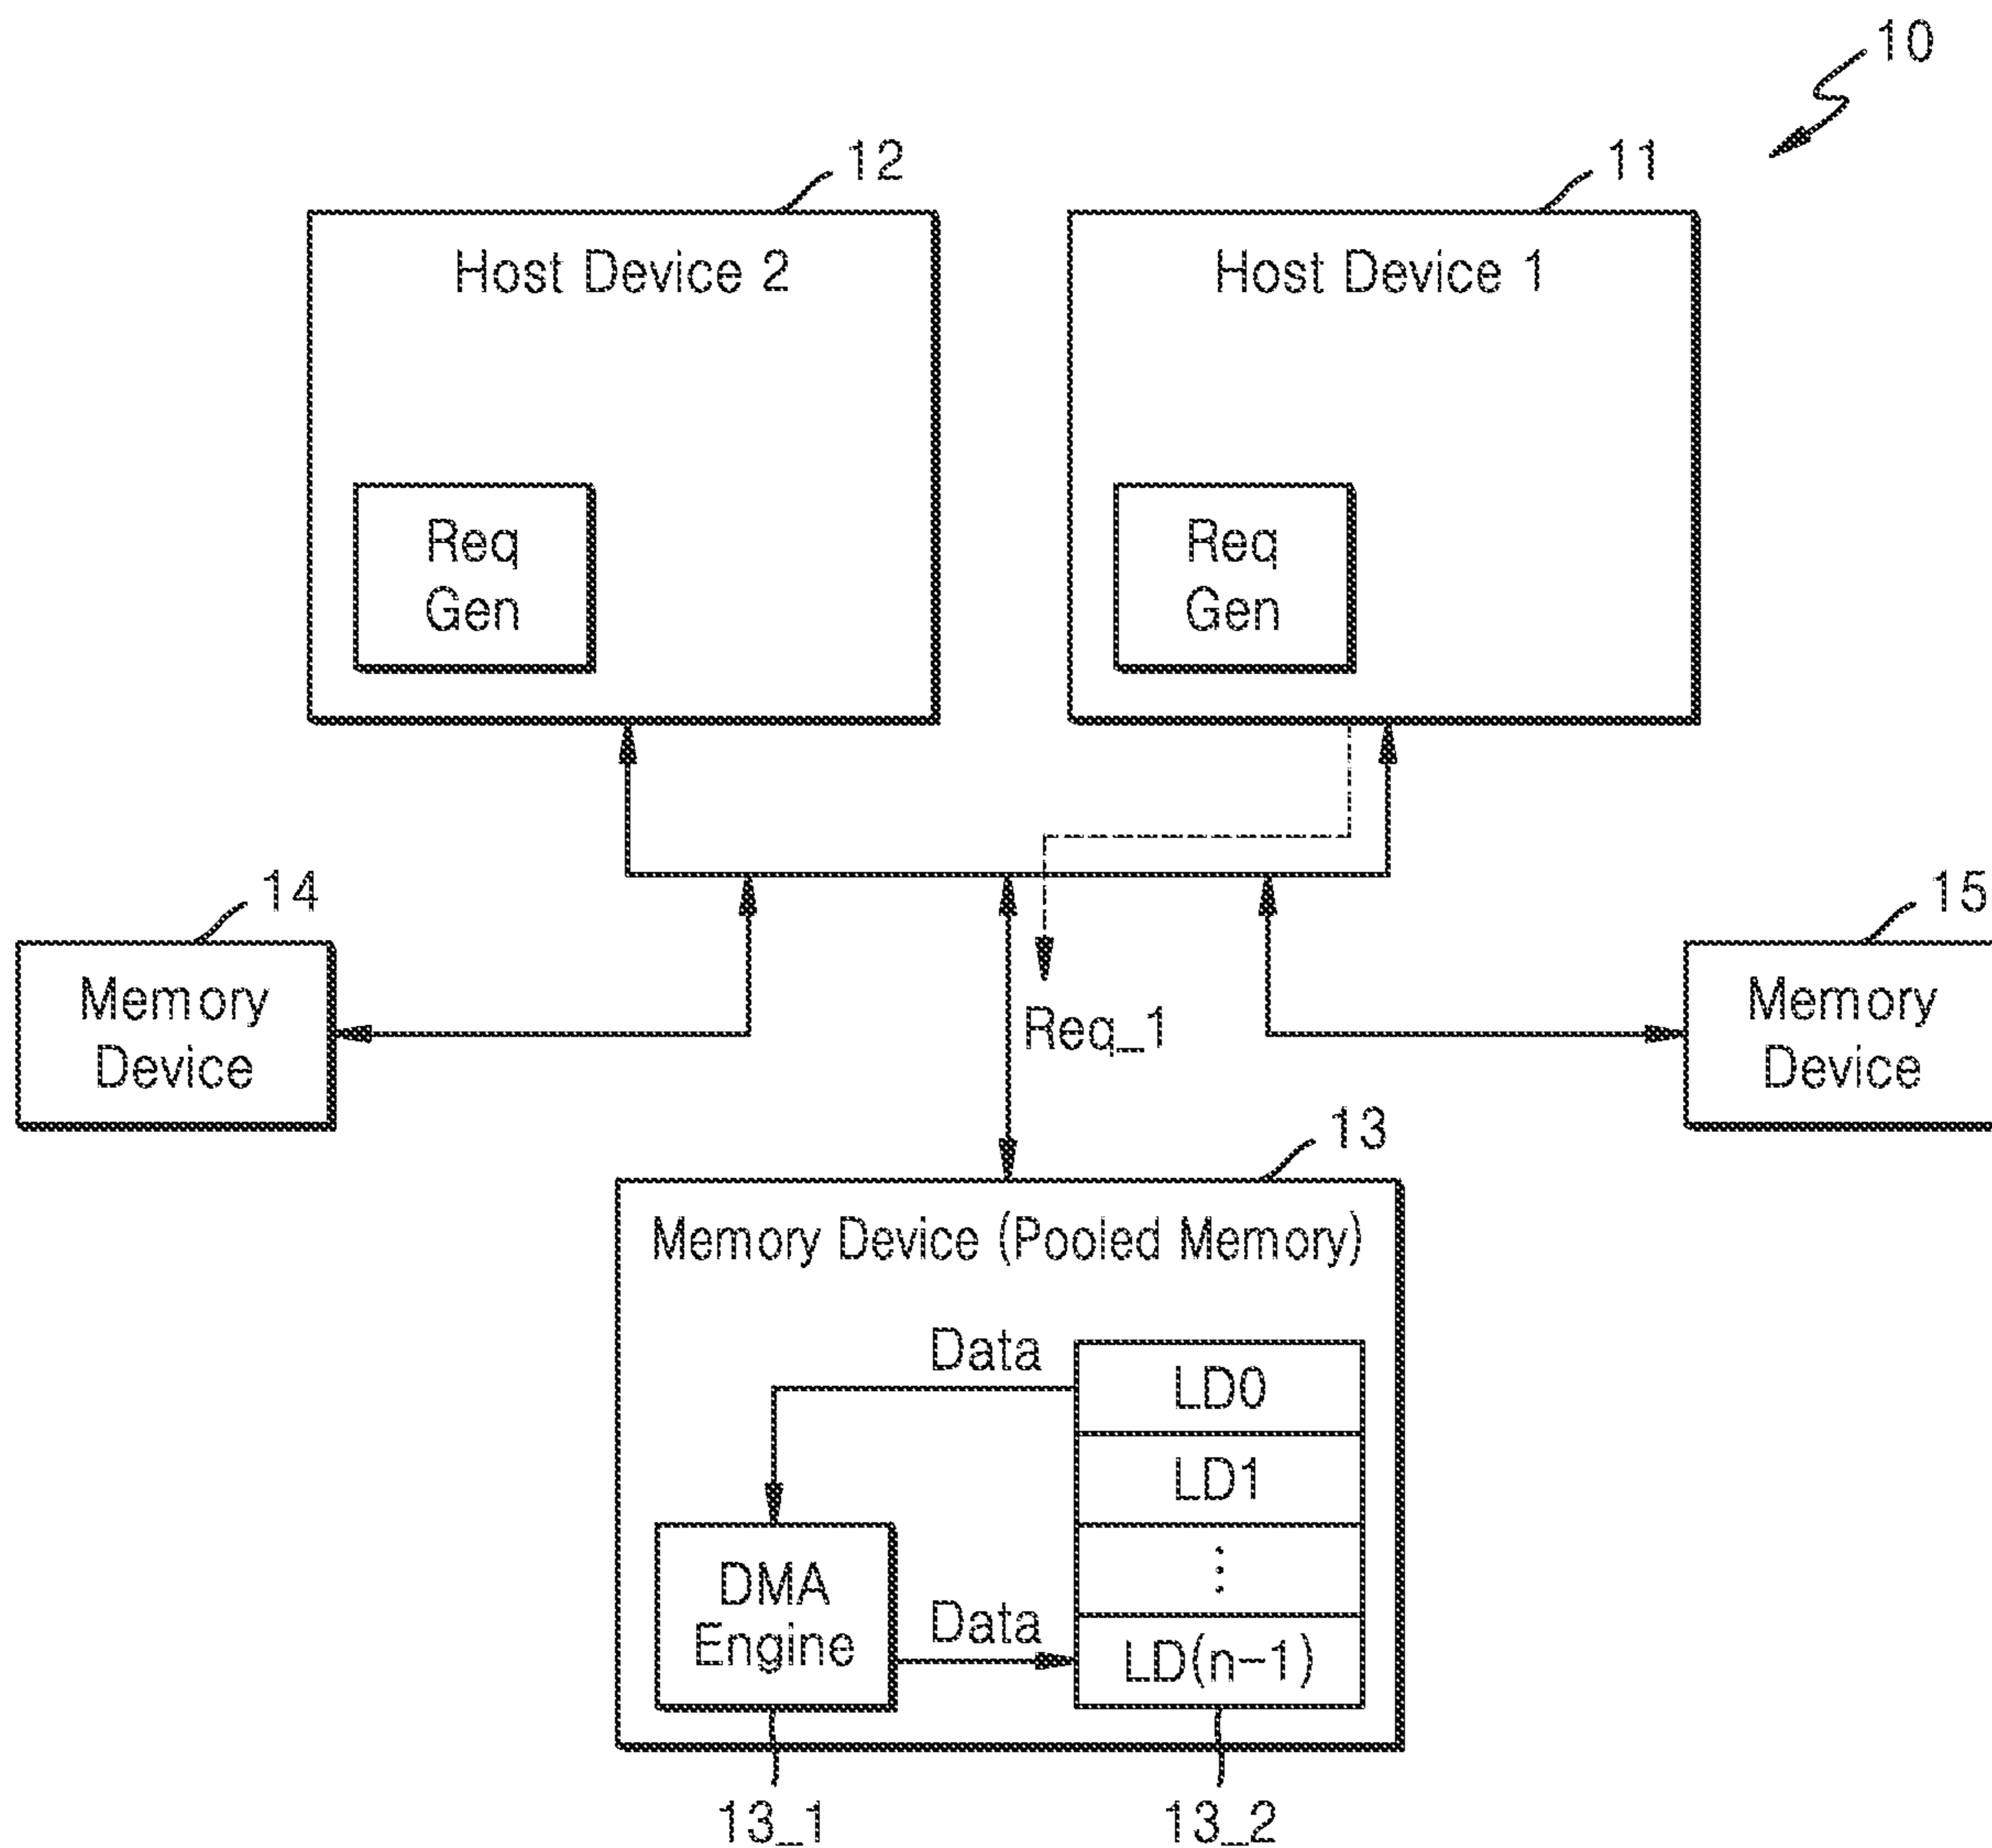 10
12
11
Host Device 2
Host Device 1
Req
Gen
Req
Gen
14
15
Memory
Device
Req_1
Memory
Device
13
Memory Device (Pooled Memory)
Data
LD0
LD1
⋮
DMA
Engine
Data
LD(n-1)
13_1
13_2